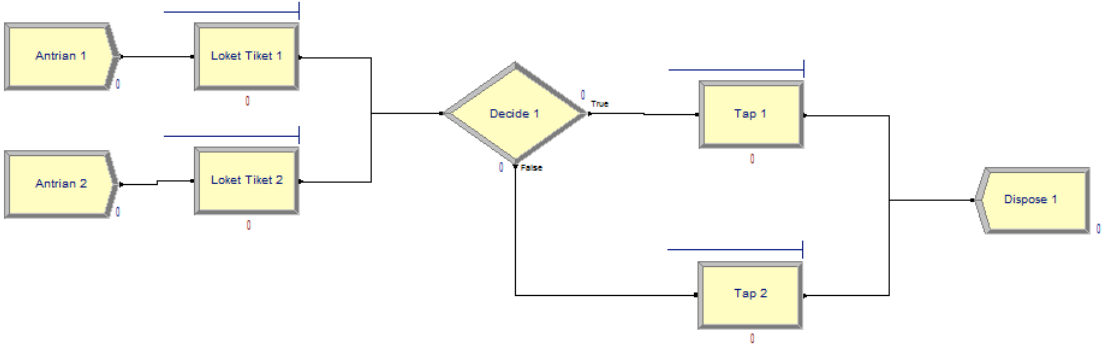 Antrian 1
0
Loket Tiket 1
0
Antrian 2
0
Loket Tiket 2
0
Decide 1
0
True
0
False
Tap 1
0
Tap 2
0
Dispose 1
0